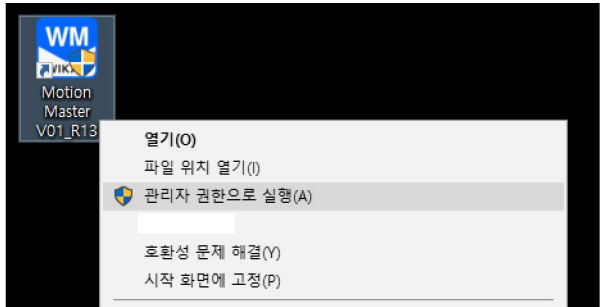 WM
Motion
Master
V01_R13
열기(O)
파일 위치 열기(I)
관리자 권한으로 실행(A)
호환성 문제 해결(Y)
시작 화면에 고정(P)